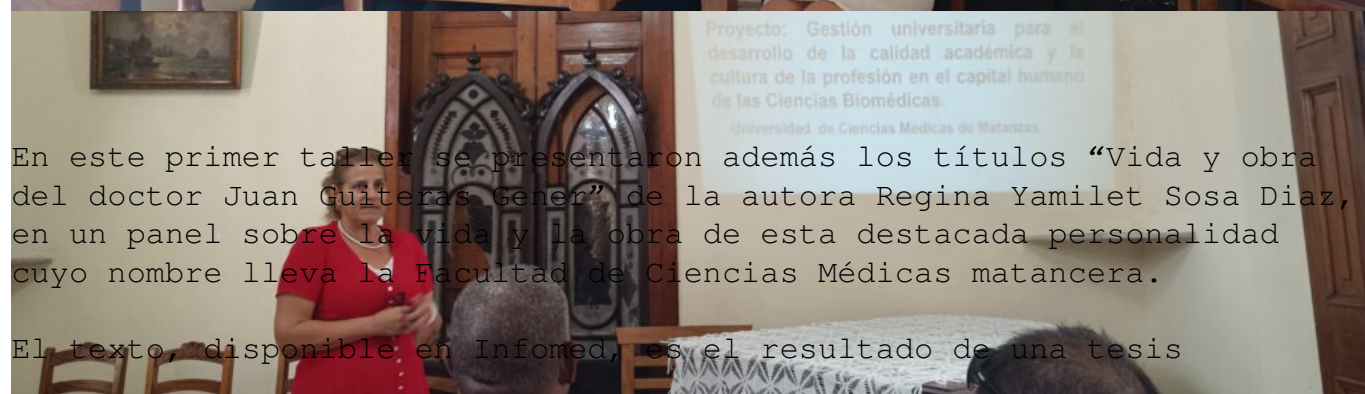 Proyecto: Gestión universitaria para el
desarrollo de la calidad académica y la
cultura de la profesión en el capital humano
de las Ciencias Biomédicas.
Universidad de Ciencias Médicas de Matanzas
En este primer taller se presentaron además los títulos “Vida y obra
del doctor Juan Guiteras Gener” de la autora Regina Yamilet Sosa Diaz,
en un panel sobre la vida y la obra de esta destacada personalidad
cuyo nombre lleva la Facultad de Ciencias Médicas matancera.
El texto, disponible en Infomed, es el resultado de una tesis